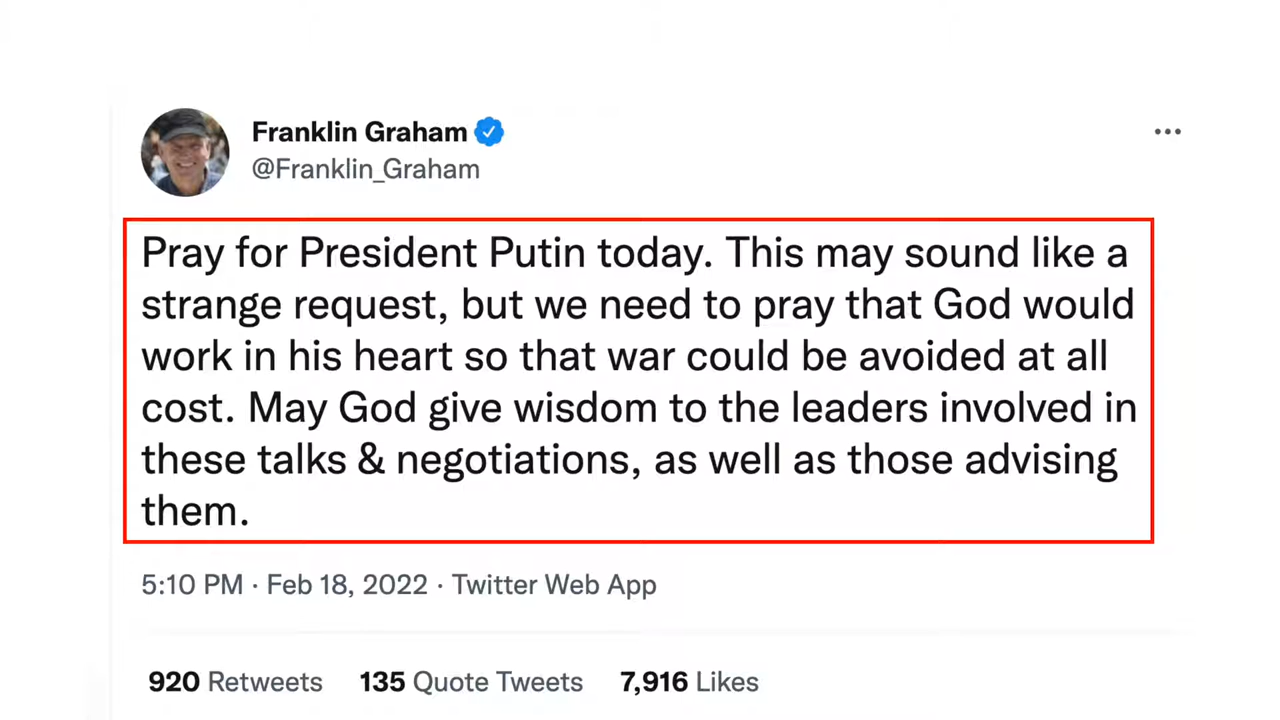 Franklin Graham
@Franklin_Graham
Pray for President Putin today. This may sound like a
strange request, but we need to pray that God would
work in his heart so that war could be avoided at all
cost. May God give wisdom to the leaders involved in
these talks & negotiations, as well as those advising
them.
5:10 PM · Feb 18, 2022 · Twitter Web App
920 Retweets 135 Quote Tweets 7,916 Likes